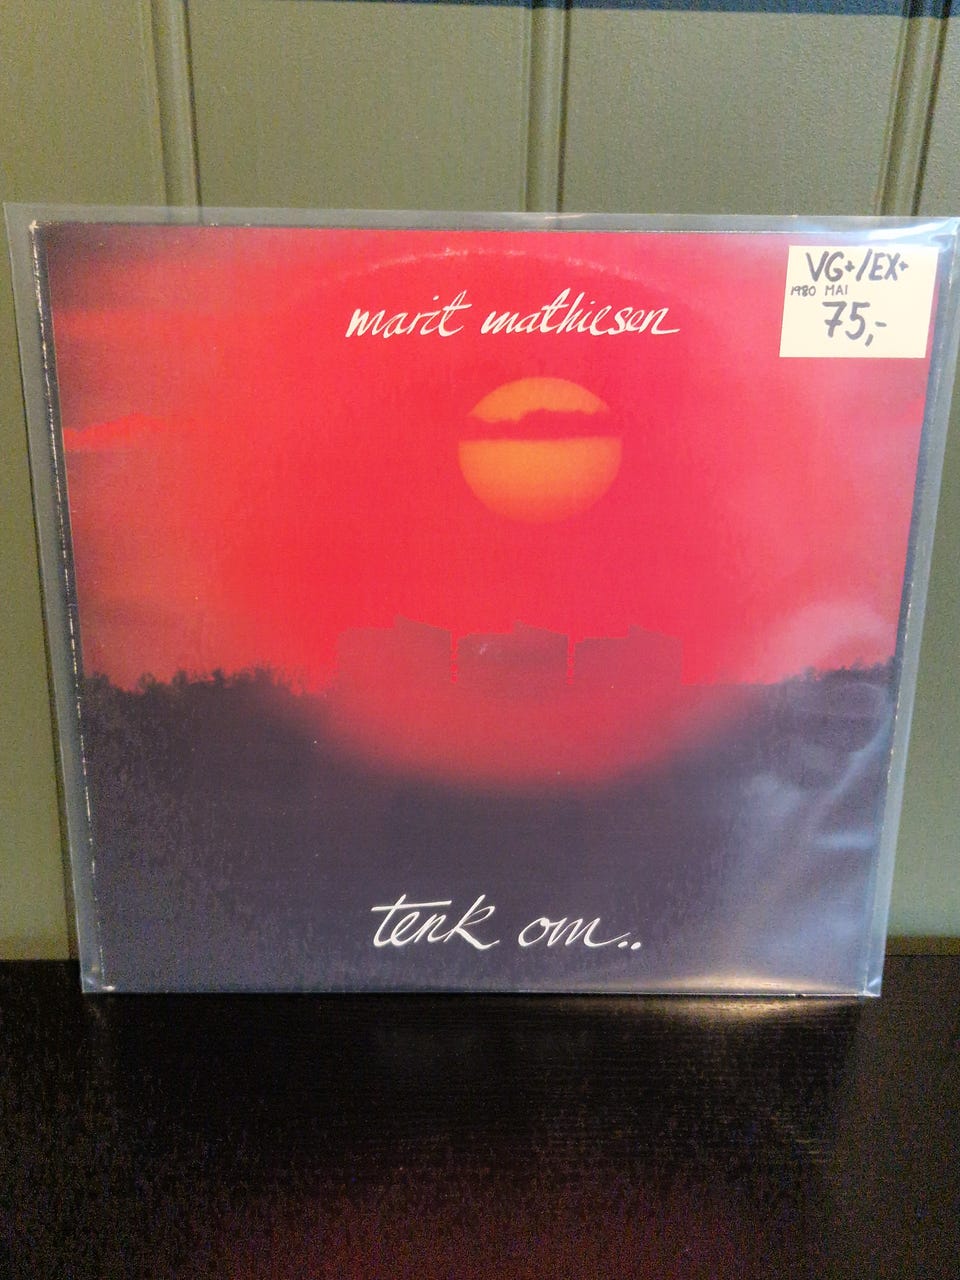 marit mathiesen
VG+/EX+
1980 MAI
75,-
tenk om..